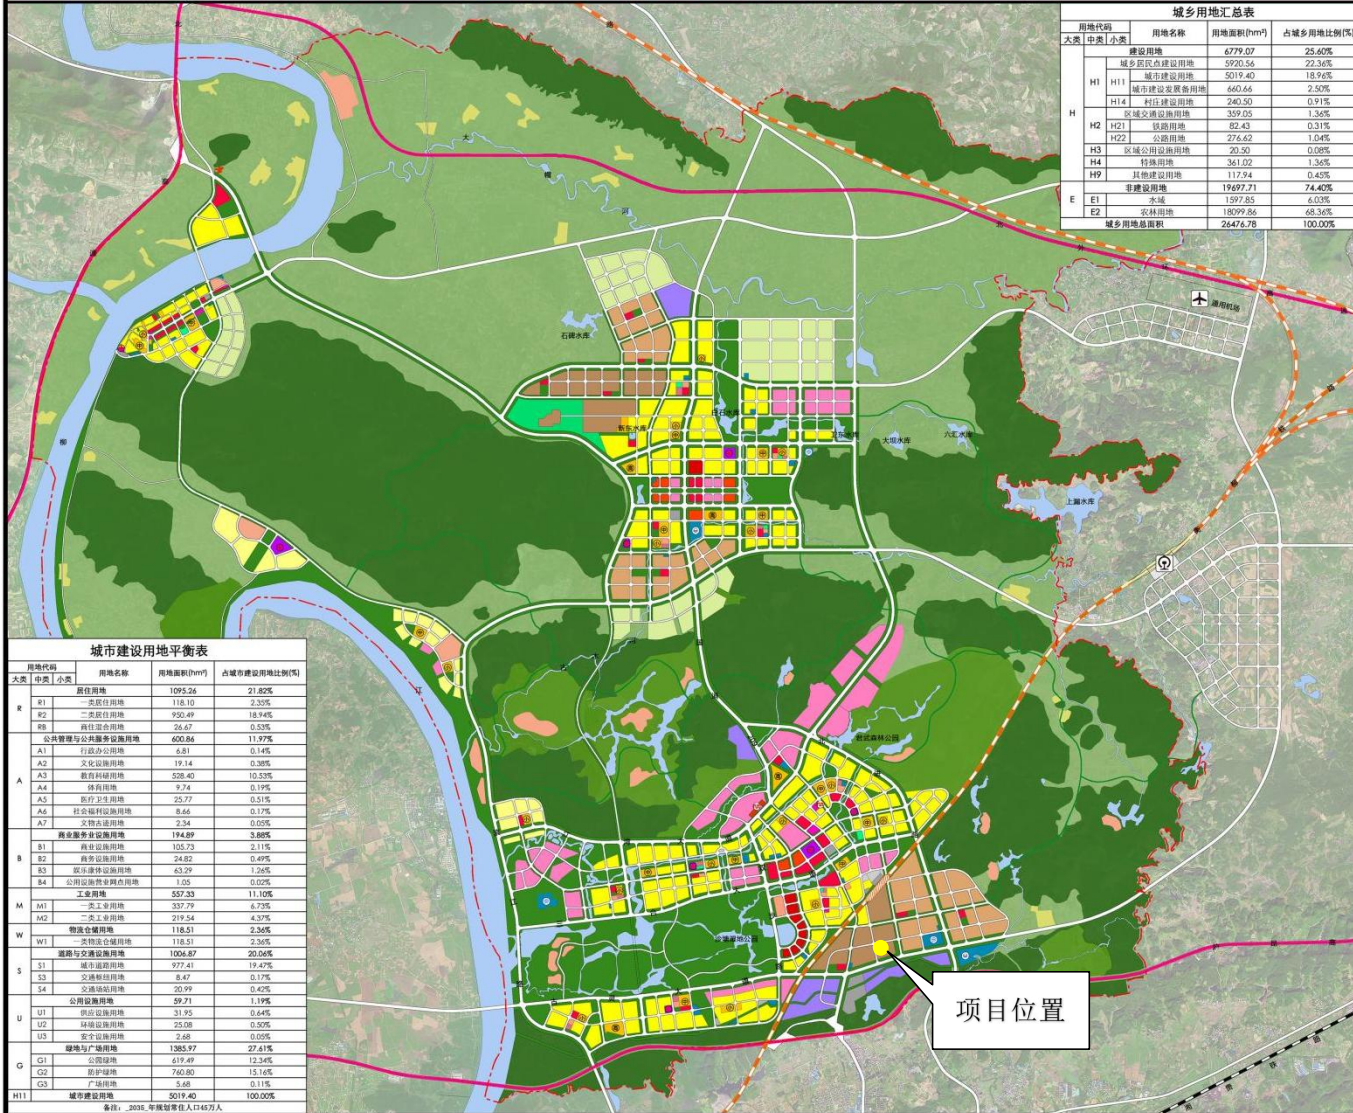 城乡用地汇总表
用地代码 用地名称 用地面积(hm²) 占城乡用地比例(%)
大类 中类 小类
建设用地 6779.07 25.60%
H H1 城乡居民点建设用地 5920.56 22.36%
H11 城市建设用地 5019.40 18.96%
城市建设发展备用地 660.66 2.50%
H14 村庄建设用地 240.50 0.91%
H2 区域交通设施用地 359.05 1.36%
H21 铁路用地 82.43 0.31%
H22 公路用地 276.62 1.04%
H3 区域公用设施用地 20.50 0.08%
H4 特殊用地 361.02 1.36%
H9 其他建设用地 117.94 0.45%
E 非建设用地 19697.71 74.40%
E1 水域 1597.85 6.03%
E2 农林用地 18099.86 68.36%
城乡用地总面积 26476.78 100.00%
通用机场
石碑水库
新东水库
大坝水库
六汇水库
上漏水库
项目位置
城市建设用地平衡表
用地代码 用地名称 用地面积(hm²) 占城市建设用地比例(%)
大类 中类 小类
R 居住用地 1095.26 21.82%
R1 一类居住用地 118.10 2.35%
R2 二类居住用地 950.49 18.94%
RB 商住混合用地 26.67 0.53%
A 公共管理与公共服务设施用地 600.86 11.97%
A1 行政办公用地 6.81 0.14%
A2 文化设施用地 19.14 0.38%
A3 教育科研用地 528.40 10.53%
A4 体育用地 9.74 0.19%
A5 医疗卫生用地 25.77 0.51%
A6 社会福利设施用地 8.66 0.17%
A7 文物古迹用地 2.34 0.05%
B 商业服务业设施用地 194.89 3.88%
B1 商业设施用地 105.73 2.11%
B2 商务设施用地 24.82 0.49%
B3 娱乐康体设施用地 63.29 1.26%
B4 公用设施营业网点用地 1.05 0.02%
M 工业用地 557.33 11.10%
M1 一类工业用地 337.79 6.73%
M2 二类工业用地 219.54 4.37%
W 物流仓储用地 118.51 2.36%
W1 一类物流仓储用地 118.51 2.36%
S 道路与交通设施用地 1006.87 20.06%
S1 城市道路用地 977.41 19.47%
S3 交通枢纽用地 8.47 0.17%
S4 交通场站用地 20.99 0.42%
U 公用设施用地 59.71 1.19%
U1 供应设施用地 31.95 0.64%
U2 环境设施用地 25.08 0.50%
U3 安全设施用地 2.68 0.05%
G 绿地与广场用地 1385.97 27.61%
G1 公园绿地 619.49 12.34%
G2 防护绿地 760.80 15.16%
G3 广场用地 5.68 0.11%
H11 城市建设用地 5019.40 100.00%
备注：_2035_年规划常住人口45万人